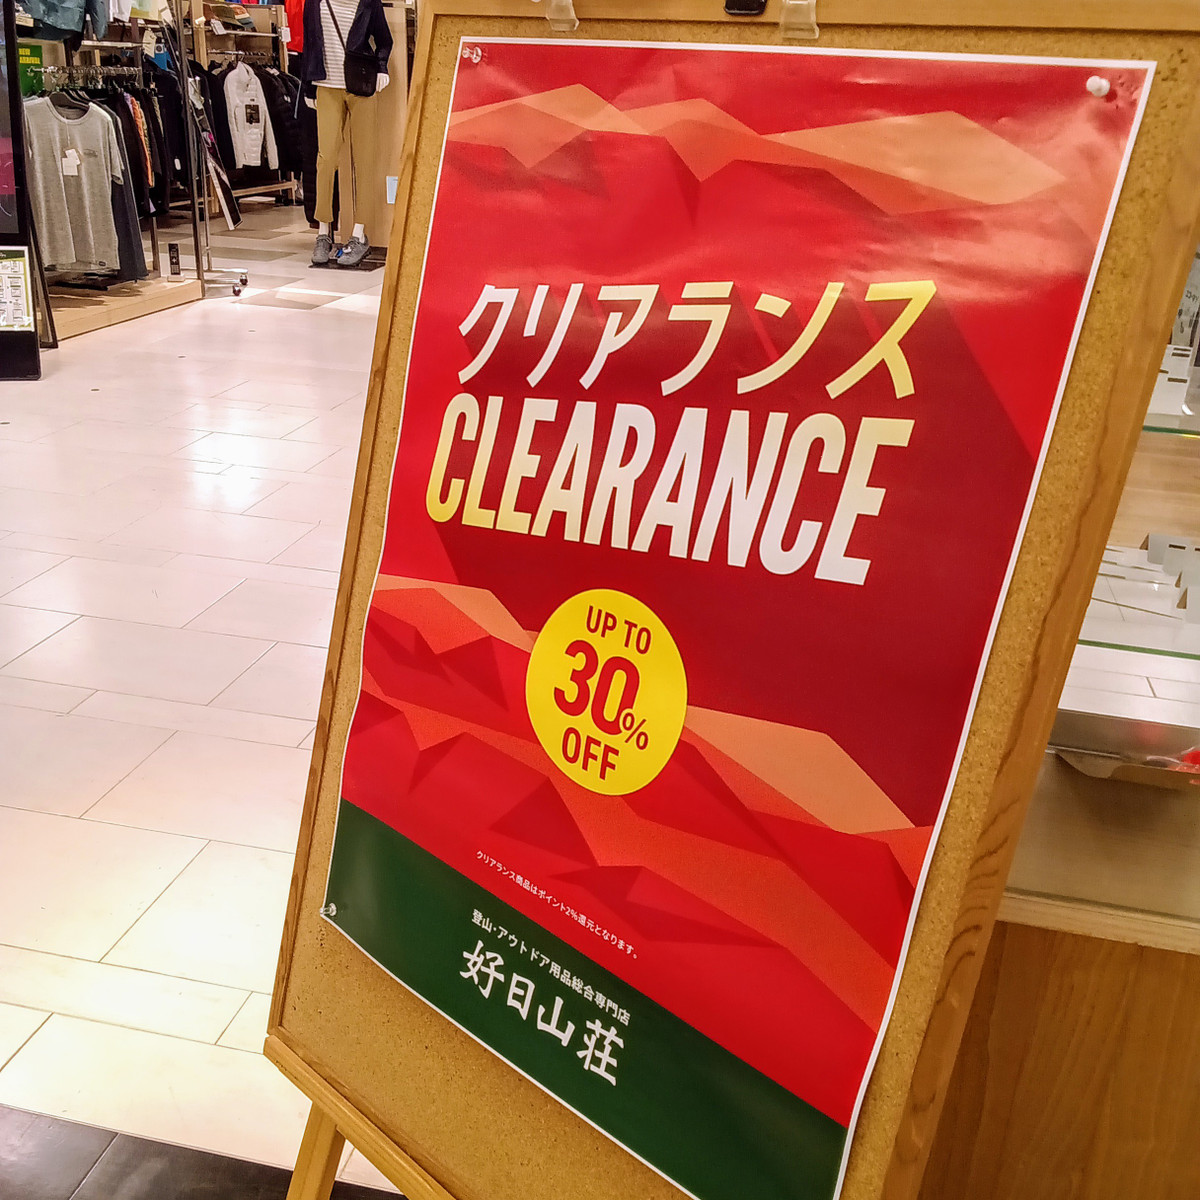 NEW
ARRIVAL
クリアランス
CLEARANCE
UP TO
30%
OFF
クリアランス商品はポイント2%還元となります。
登山・アウトドア用品総合専門店
好日山荘